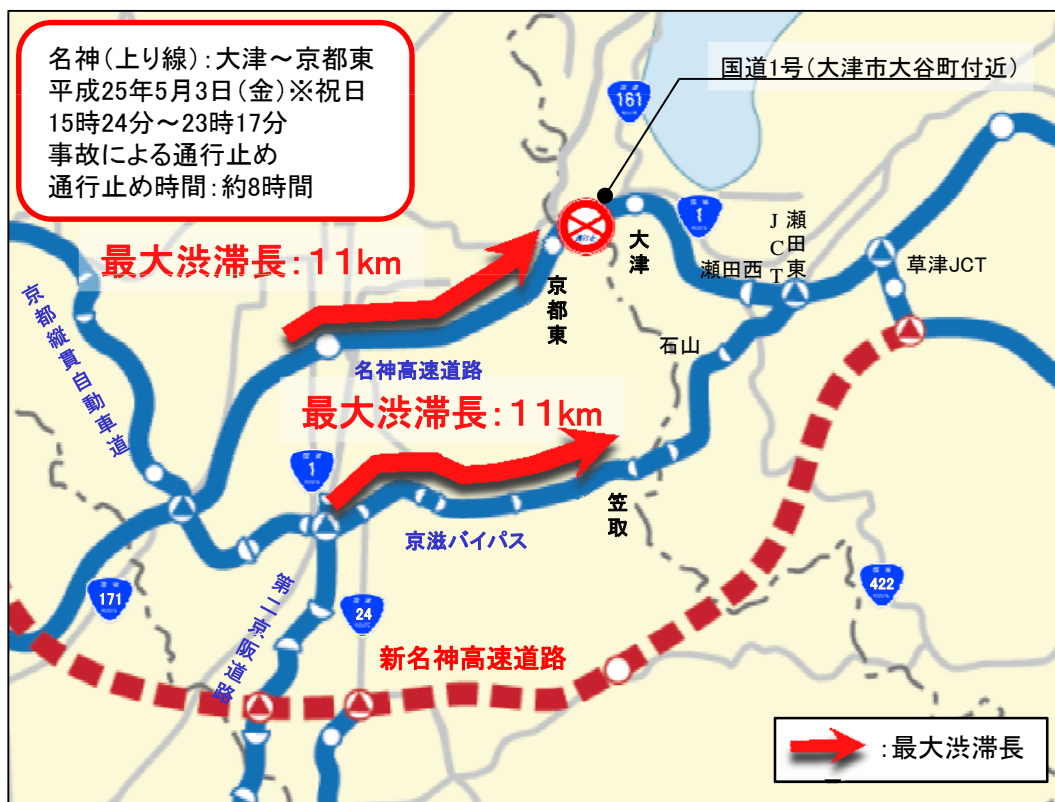 名神(上り線):大津～京都東
平成25年5月3日(金)※祝日
15時24分～23時17分
事故による通行止め
通行止め時間:約8時間
国道1号(大津市大谷町付近)
161
1
瀬田東
JCT
大津
瀬田西
草津JCT
最大渋滞長:11km
京都東
京都縦貫自動車道
石山
名神高速道路
最大渋滞長:11km
1
笠取
京滋バイパス
171
第二京阪道路
24
422
新名神高速道路
:最大渋滞長